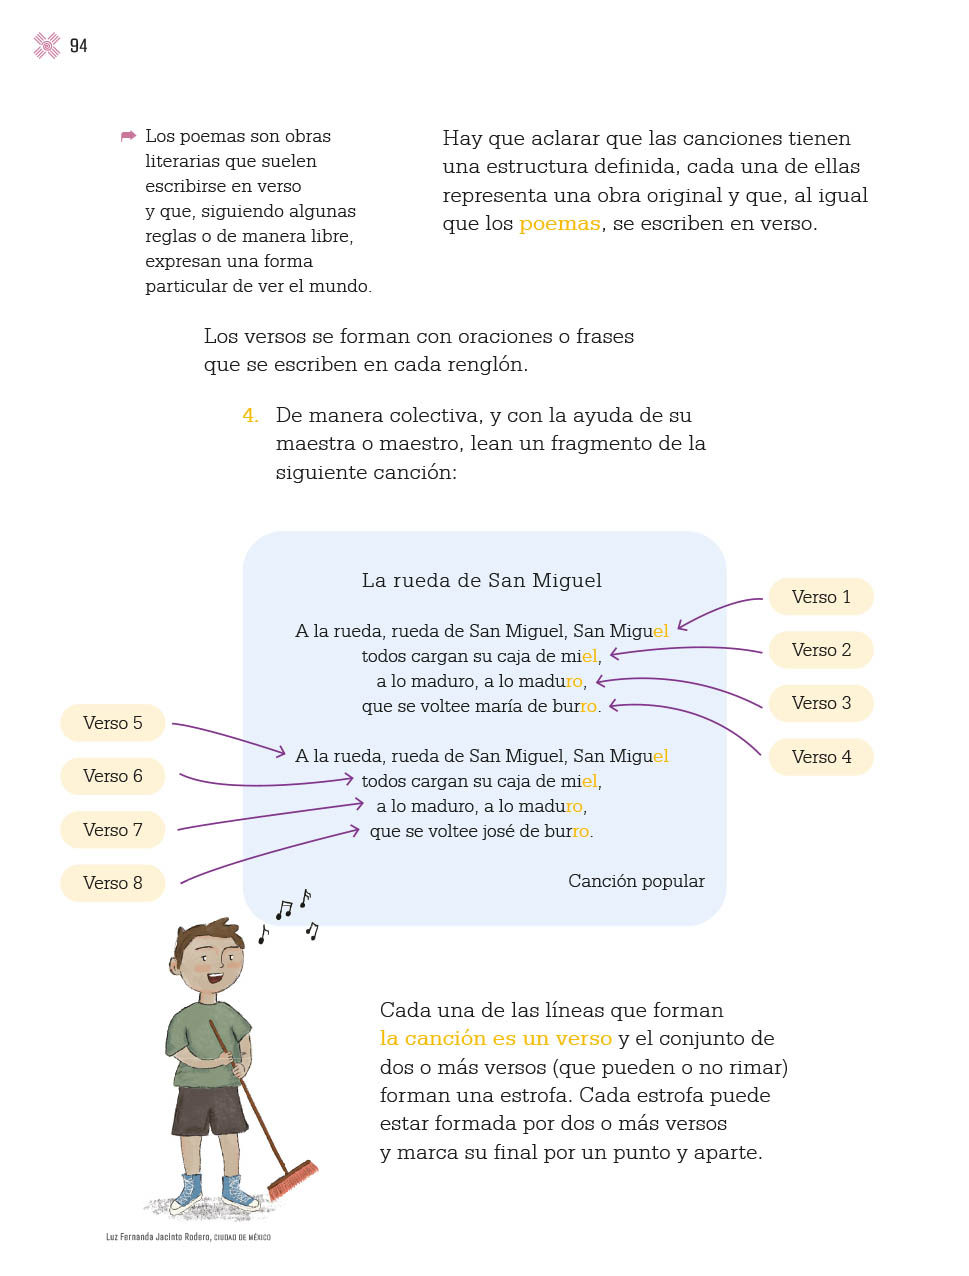 94
Los poemas son obras
literarias que suelen
escribirse en verso
y que, siguiendo algunas
reglas o de manera libre,
expresan una forma
particular de ver el mundo.
Hay que aclarar que las canciones tienen
una estructura definida, cada una de ellas
representa una obra original y que, al igual
que los poemas, se escriben en verso.
Los versos se forman con oraciones o frases
que se escriben en cada renglón.
4. De manera colectiva, y con la ayuda de su
maestra o maestro, lean un fragmento de la
siguiente canción:
La rueda de San Miguel
A la rueda, rueda de San Miguel, San Miguel
todos cargan su caja de miel,
a lo maduro, a lo maduro,
que se voltee maría de burro.
A la rueda, rueda de San Miguel, San Miguel
todos cargan su caja de miel,
a lo maduro, a lo maduro,
que se voltee josé de burro.
Canción popular
Verso 1
Verso 2
Verso 3
Verso 4
Verso 5
Verso 6
Verso 7
Verso 8
Cada una de las líneas que forman
la canción es un verso y el conjunto de
dos o más versos (que pueden o no rimar)
forman una estrofa. Cada estrofa puede
estar formada por dos o más versos
y marca su final por un punto y aparte.
Luz Fernanda Jacinto Rodero, CIUDAD DE MÉXICO